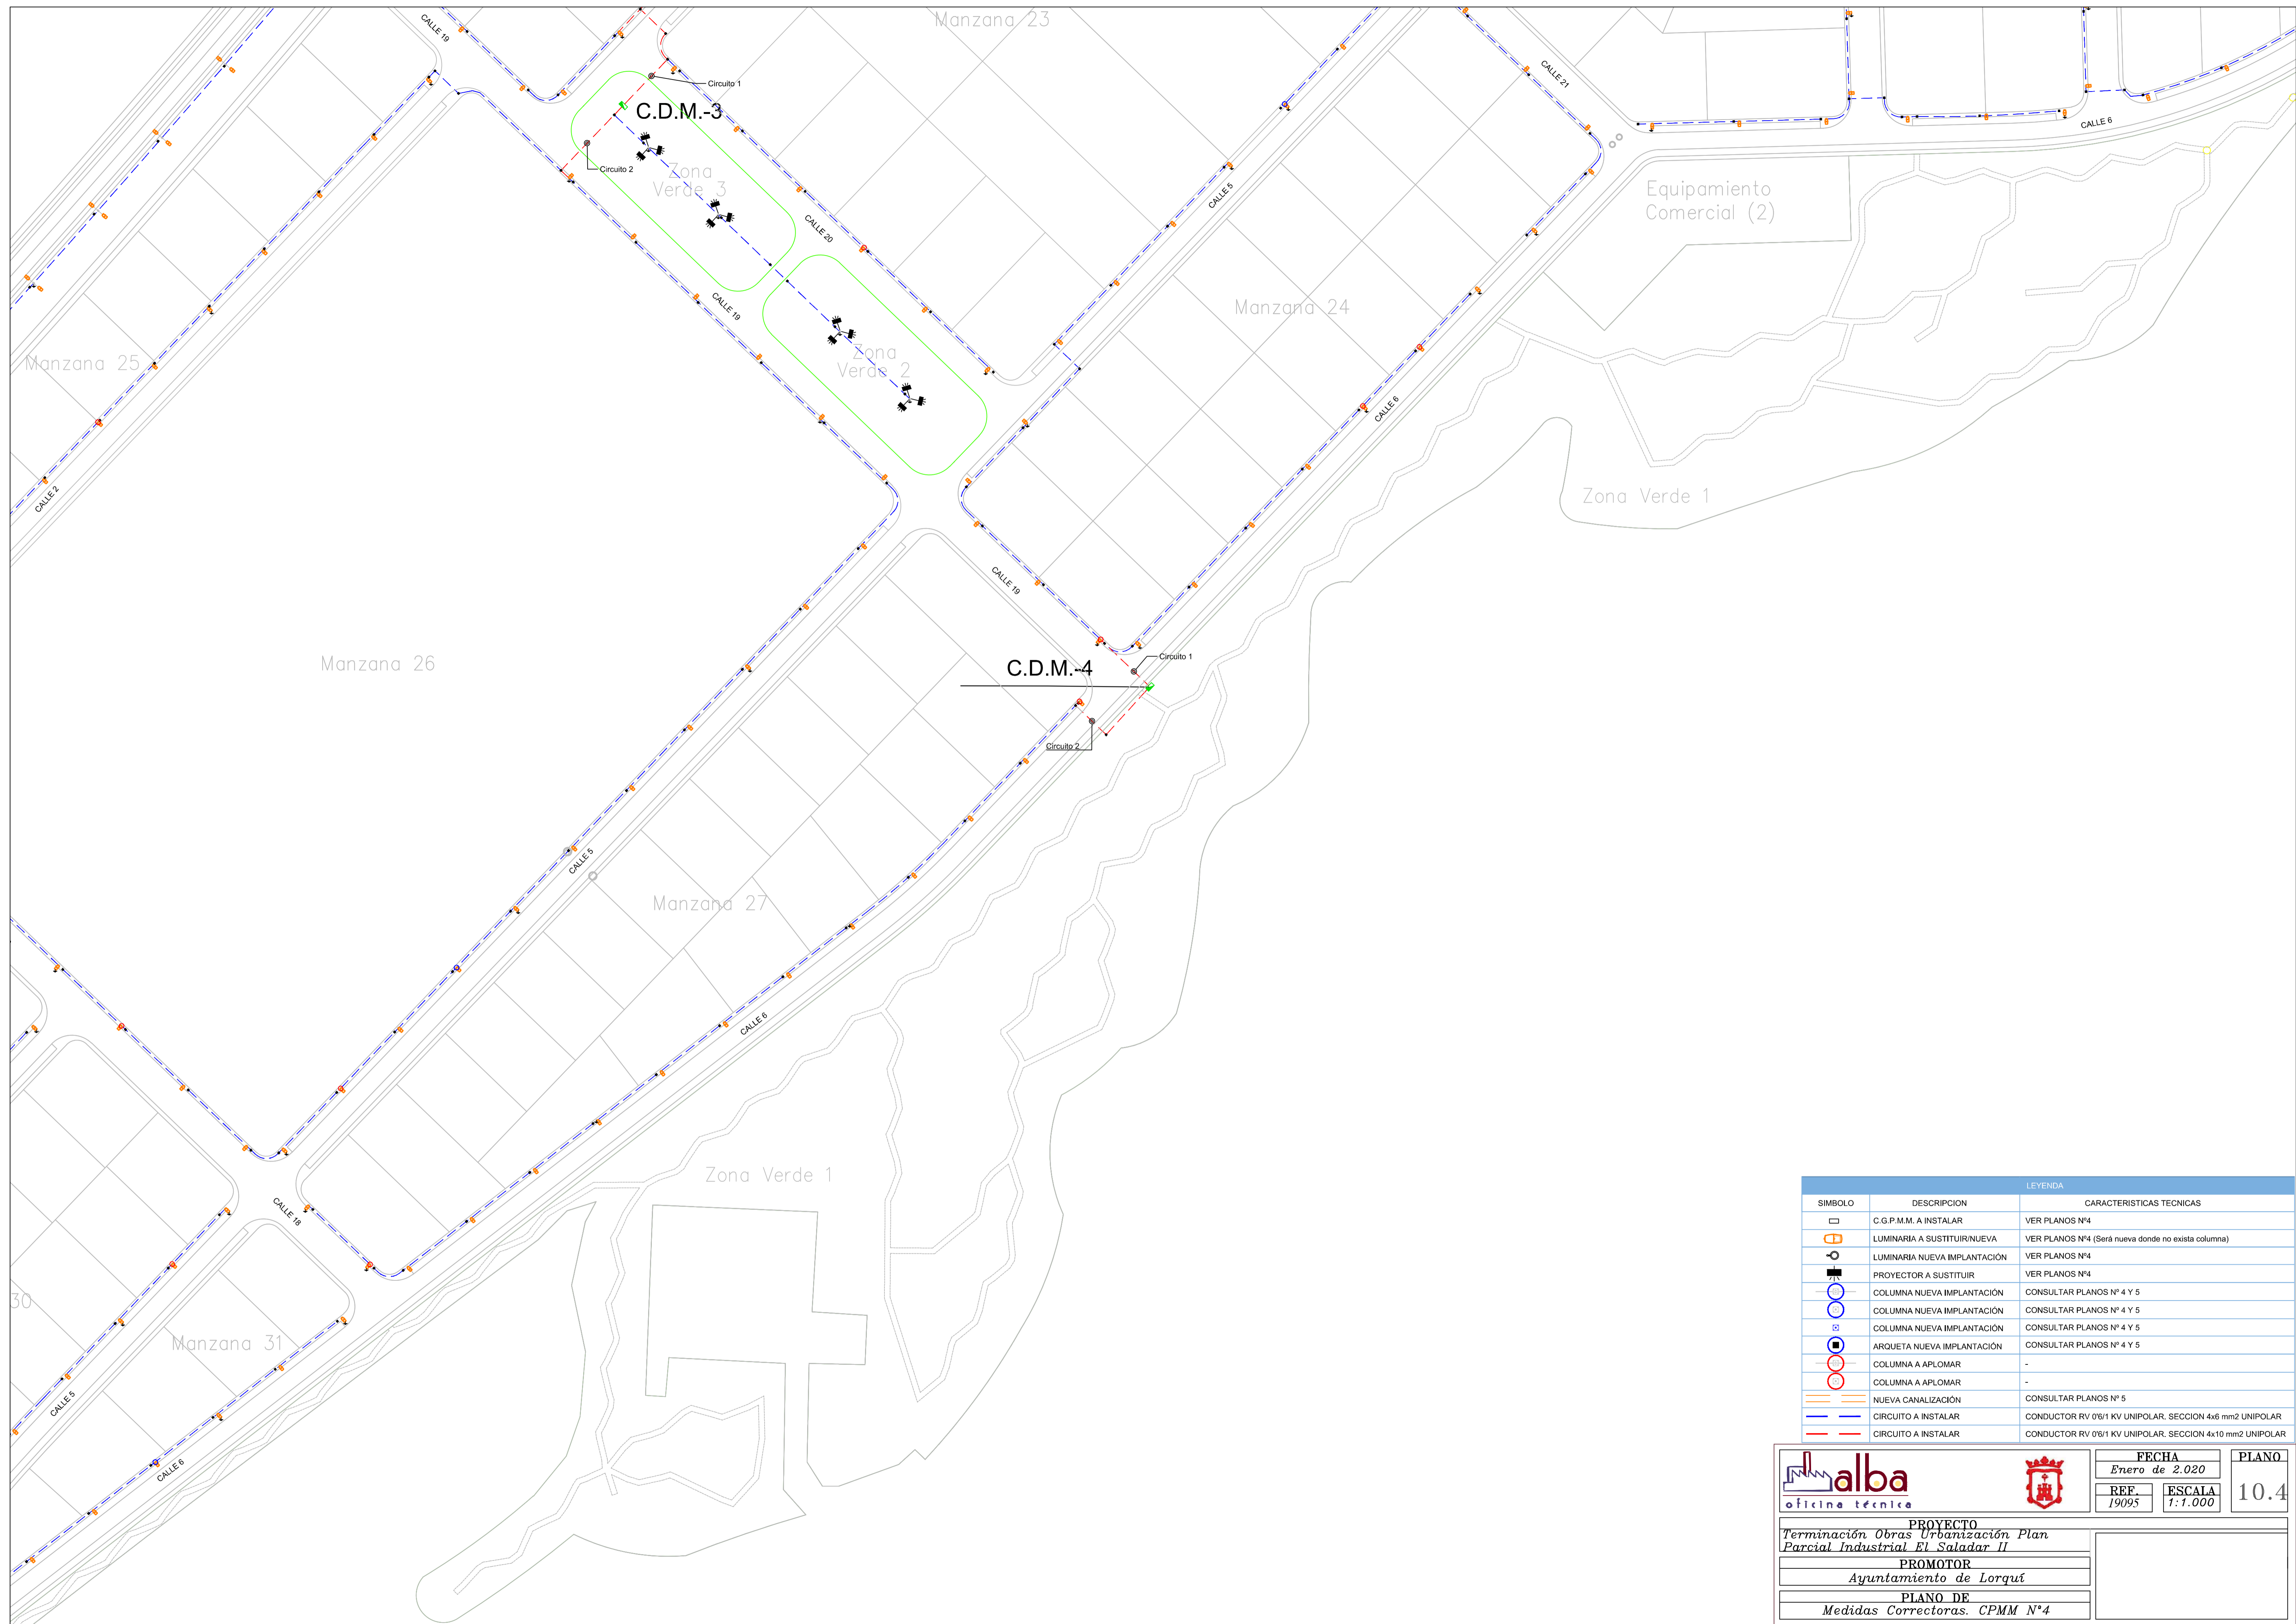 Manzana 23
CALLE 19
Circuito 1
C.D.M.-3
CALLE 21
CALLE 6
Circuito 2
Zona
Verde 3
CALLE 5
Equipamiento
Comercial (2)
CALLE 20
CALLE 19
Manzana 24
Manzana 25
Zona
Verde 2
CALLE 6
CALLE 2
Zona Verde 1
CALLE 19
Manzana 26
C.D.M.-4
Circuito 1
Circuito 2
CALLE 5
Manzana 27
CALLE 6
Zona Verde 1
CALLE 18
30
Manzana 31
CALLE 5
CALLE 6
LEYENDA
SIMBOLO DESCRIPCION CARACTERISTICAS TECNICAS
C.G.P.M.M. A INSTALAR VER PLANOS Nº4
LUMINARIA A SUSTITUIR/NUEVA VER PLANOS Nº4 (Será nueva donde no exista columna)
LUMINARIA NUEVA IMPLANTACIÓN VER PLANOS Nº4
PROYECTOR A SUSTITUIR VER PLANOS Nº4
COLUMNA NUEVA IMPLANTACIÓN CONSULTAR PLANOS Nº 4 Y 5
COLUMNA NUEVA IMPLANTACIÓN CONSULTAR PLANOS Nº 4 Y 5
COLUMNA NUEVA IMPLANTACIÓN CONSULTAR PLANOS Nº 4 Y 5
ARQUETA NUEVA IMPLANTACIÓN CONSULTAR PLANOS Nº 4 Y 5
COLUMNA A APLOMAR -
COLUMNA A APLOMAR -
NUEVA CANALIZACIÓN CONSULTAR PLANOS Nº 5
CIRCUITO A INSTALAR CONDUCTOR RV 0'6/1 KV UNIPOLAR. SECCION 4x6 mm2 UNIPOLAR
CIRCUITO A INSTALAR CONDUCTOR RV 0'6/1 KV UNIPOLAR. SECCION 4x10 mm2 UNIPOLAR
alba
oficina técnica
FECHA
Enero de 2.020
REF.
19095
ESCALA
1:1.000
PLANO
10.4
PROYECTO
Terminación Obras Urbanización Plan
Parcial Industrial El Saladar II
PROMOTOR
Ayuntamiento de Lorquí
PLANO DE
Medidas Correctoras. CPMM Nº4